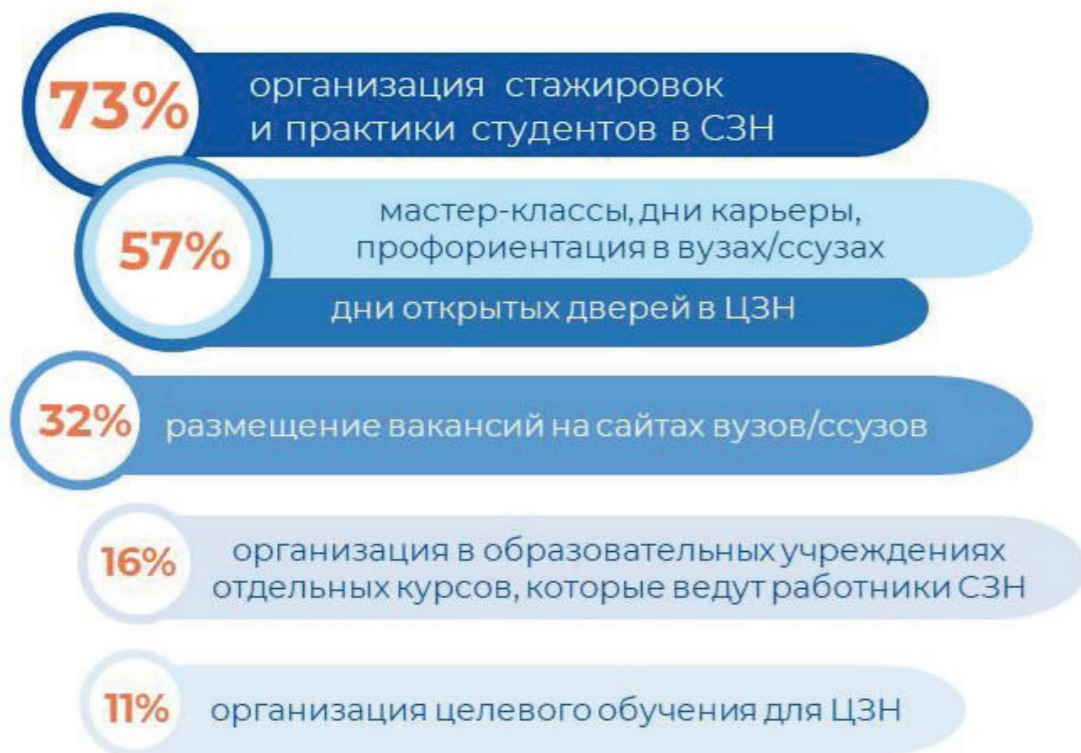 73%
организация стажировок
и практики студентов в СЗН
57%
мастер-классы, дни карьеры,
профориентация в вузах/ссузах
дни открытых дверей в ЦЗН
32%
размещение вакансий на сайтах вузов/ссузов
16%
организация в образовательных учреждениях
отдельных курсов, которые ведут работники СЗН
11%
организация целевого обучения для ЦЗН